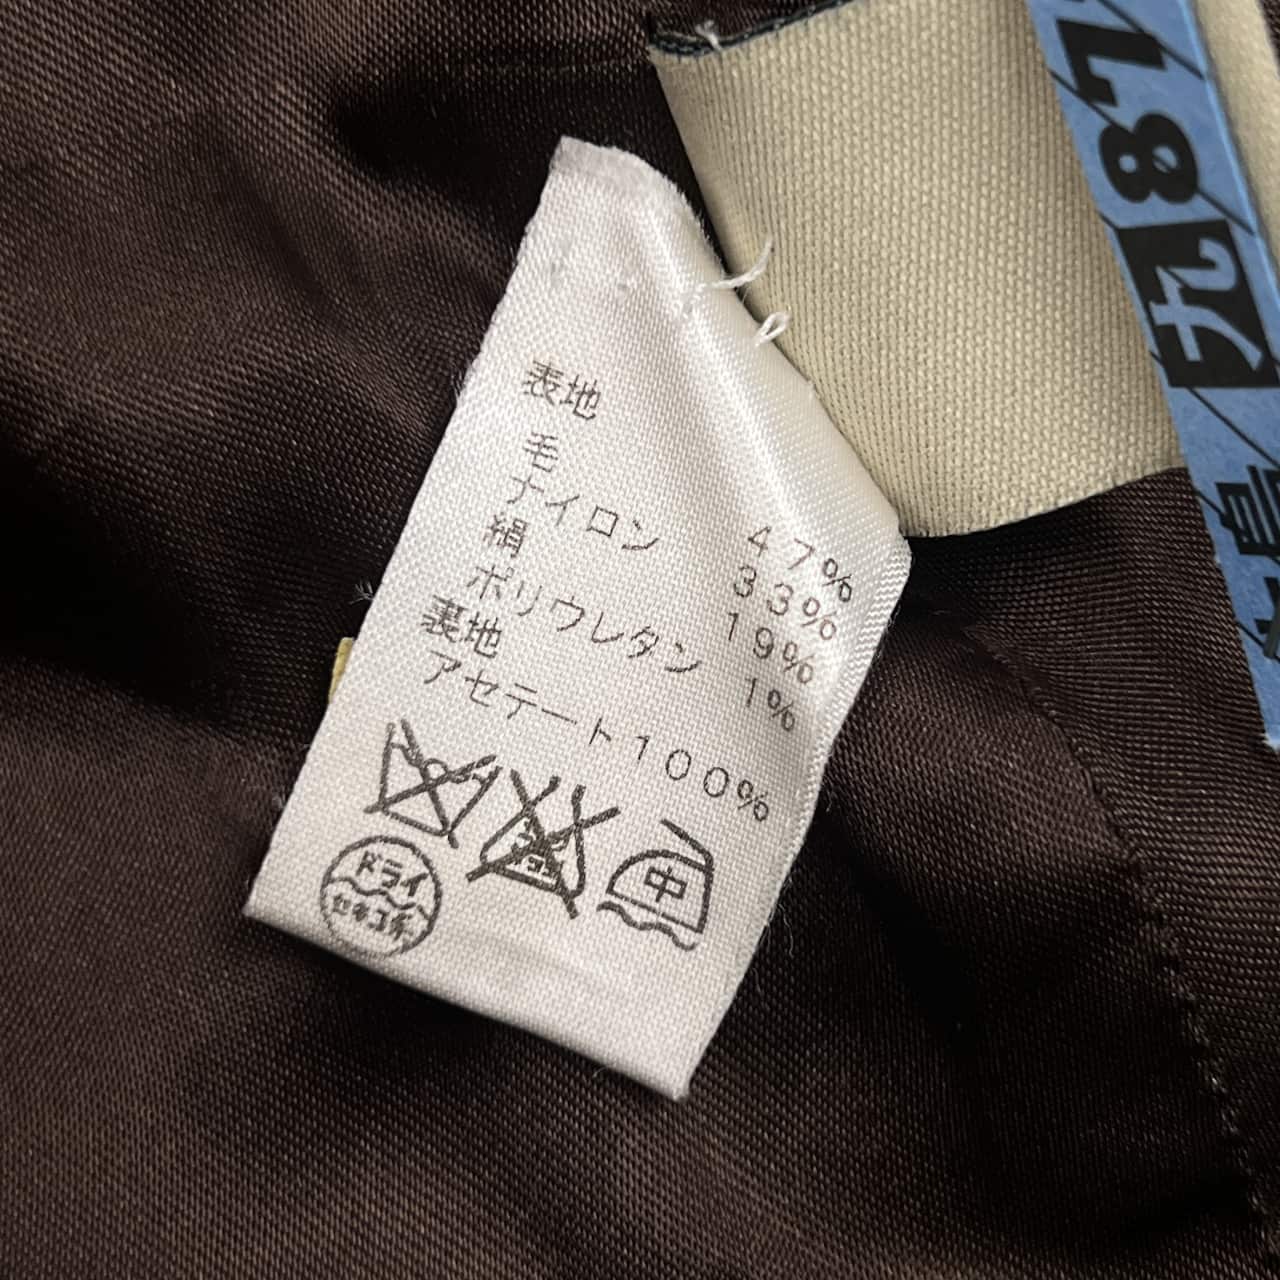 表地
毛 47%
ナイロン 33%
絹 19%
ポリウレタン 1%
裏地
アセテート100%
ドライ
セキユ系
中
87